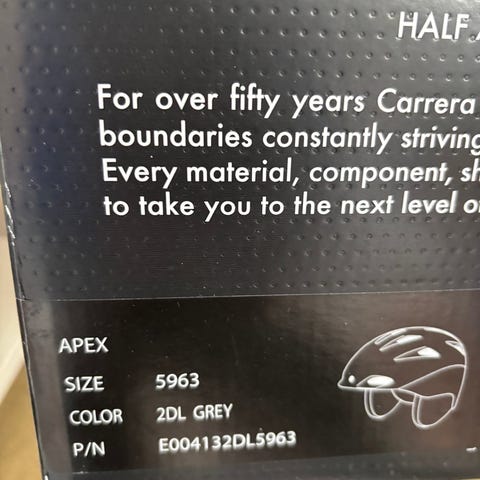 HALF
For over fifty years Carrera
boundaries constantly striving
Every material, component,
to take you to the next level
APEX
SIZE 5963
COLOR 2DL GREY
P/N E004132DL5963